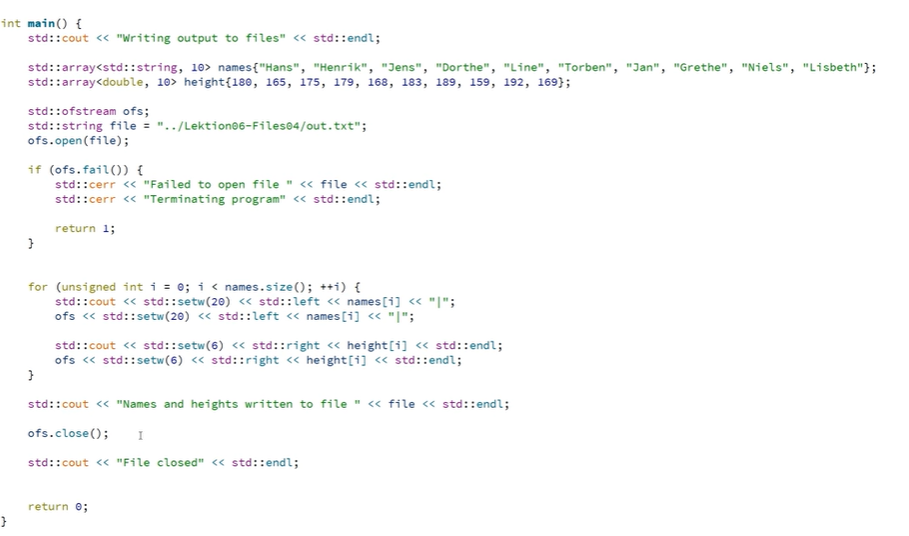 int main() {
std::cout << "Writing output to files" << std::endl;
std::array<std::string, 10> names{"Hans", "Henrik", "Jens", "Dorthe", "Line", "Torben", "Jan", "Grethe", "Niels", "Lisbeth"};
std::array<double, 10> height{180, 165, 175, 179, 168, 183, 189, 159, 192, 169};
std::ofstream ofs;
std::string file = "../Lektion06-Files04/out.txt";
ofs.open(file);
if (ofs.fail()) {
std::cerr << "Failed to open file " << file << std::endl;
std::cerr << "Terminating program" << std::endl;
return 1;
}
for (unsigned int i = 0; i < names.size(); ++i) {
std::cout << std::setw(20) << std::left << names[i] << "|";
ofs << std::setw(20) << std::left << names[i] << "|";
std::cout << std::setw(6) << std::right << height[i] << std::endl;
ofs << std::setw(6) << std::right << height[i] << std::endl;
}
std::cout << "Names and heights written to file " << file << std::endl;
ofs.close();
std::cout << "File closed" << std::endl;
return 0;
}